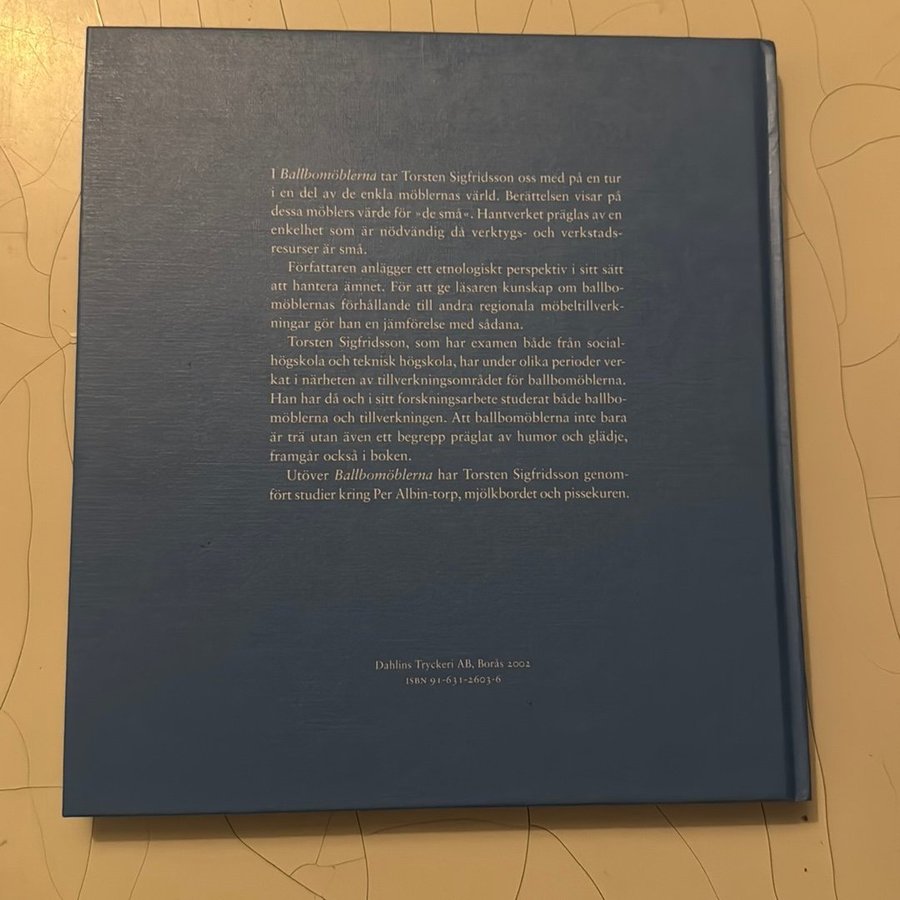 I Ballbomöblerna tar Torsten Sigfridsson oss med på en tur
i en del av de enkla möblernas värld. Berättelsen visar på
dessa möblers värde för »de små«. Hantverket präglas av en
enkelhet som är nödvändig då verktygs- och verkstads-
resurser är små.
Författaren anlägger ett etnologiskt perspektiv i sitt sätt
att hantera ämnet. För att ge läsaren kunskap om ballbo-
möblernas förhållande till andra regionala möbeltillverk-
ningar gör han en jämförelse med sådana.
Torsten Sigfridsson, som har examen både från social-
högskola och teknisk högskola, har under olika perioder ver-
kat i närheten av tillverkningsområdet för ballbomöblerna.
Han har då och i sitt forskningsarbete studerat både ballbo-
möblerna och tillverkningen. Att ballbomöblerna inte bara
är trä utan även ett begrepp präglat av humor och glädje,
framgår också i boken.
Utöver Ballbomöblerna har Torsten Sigfridsson genom-
fört studier kring Per Albin-torp, mjölkbordet och pissekuren.
Dahlins Tryckeri AB, Borås 2002
ISBN 91-631-2603-6